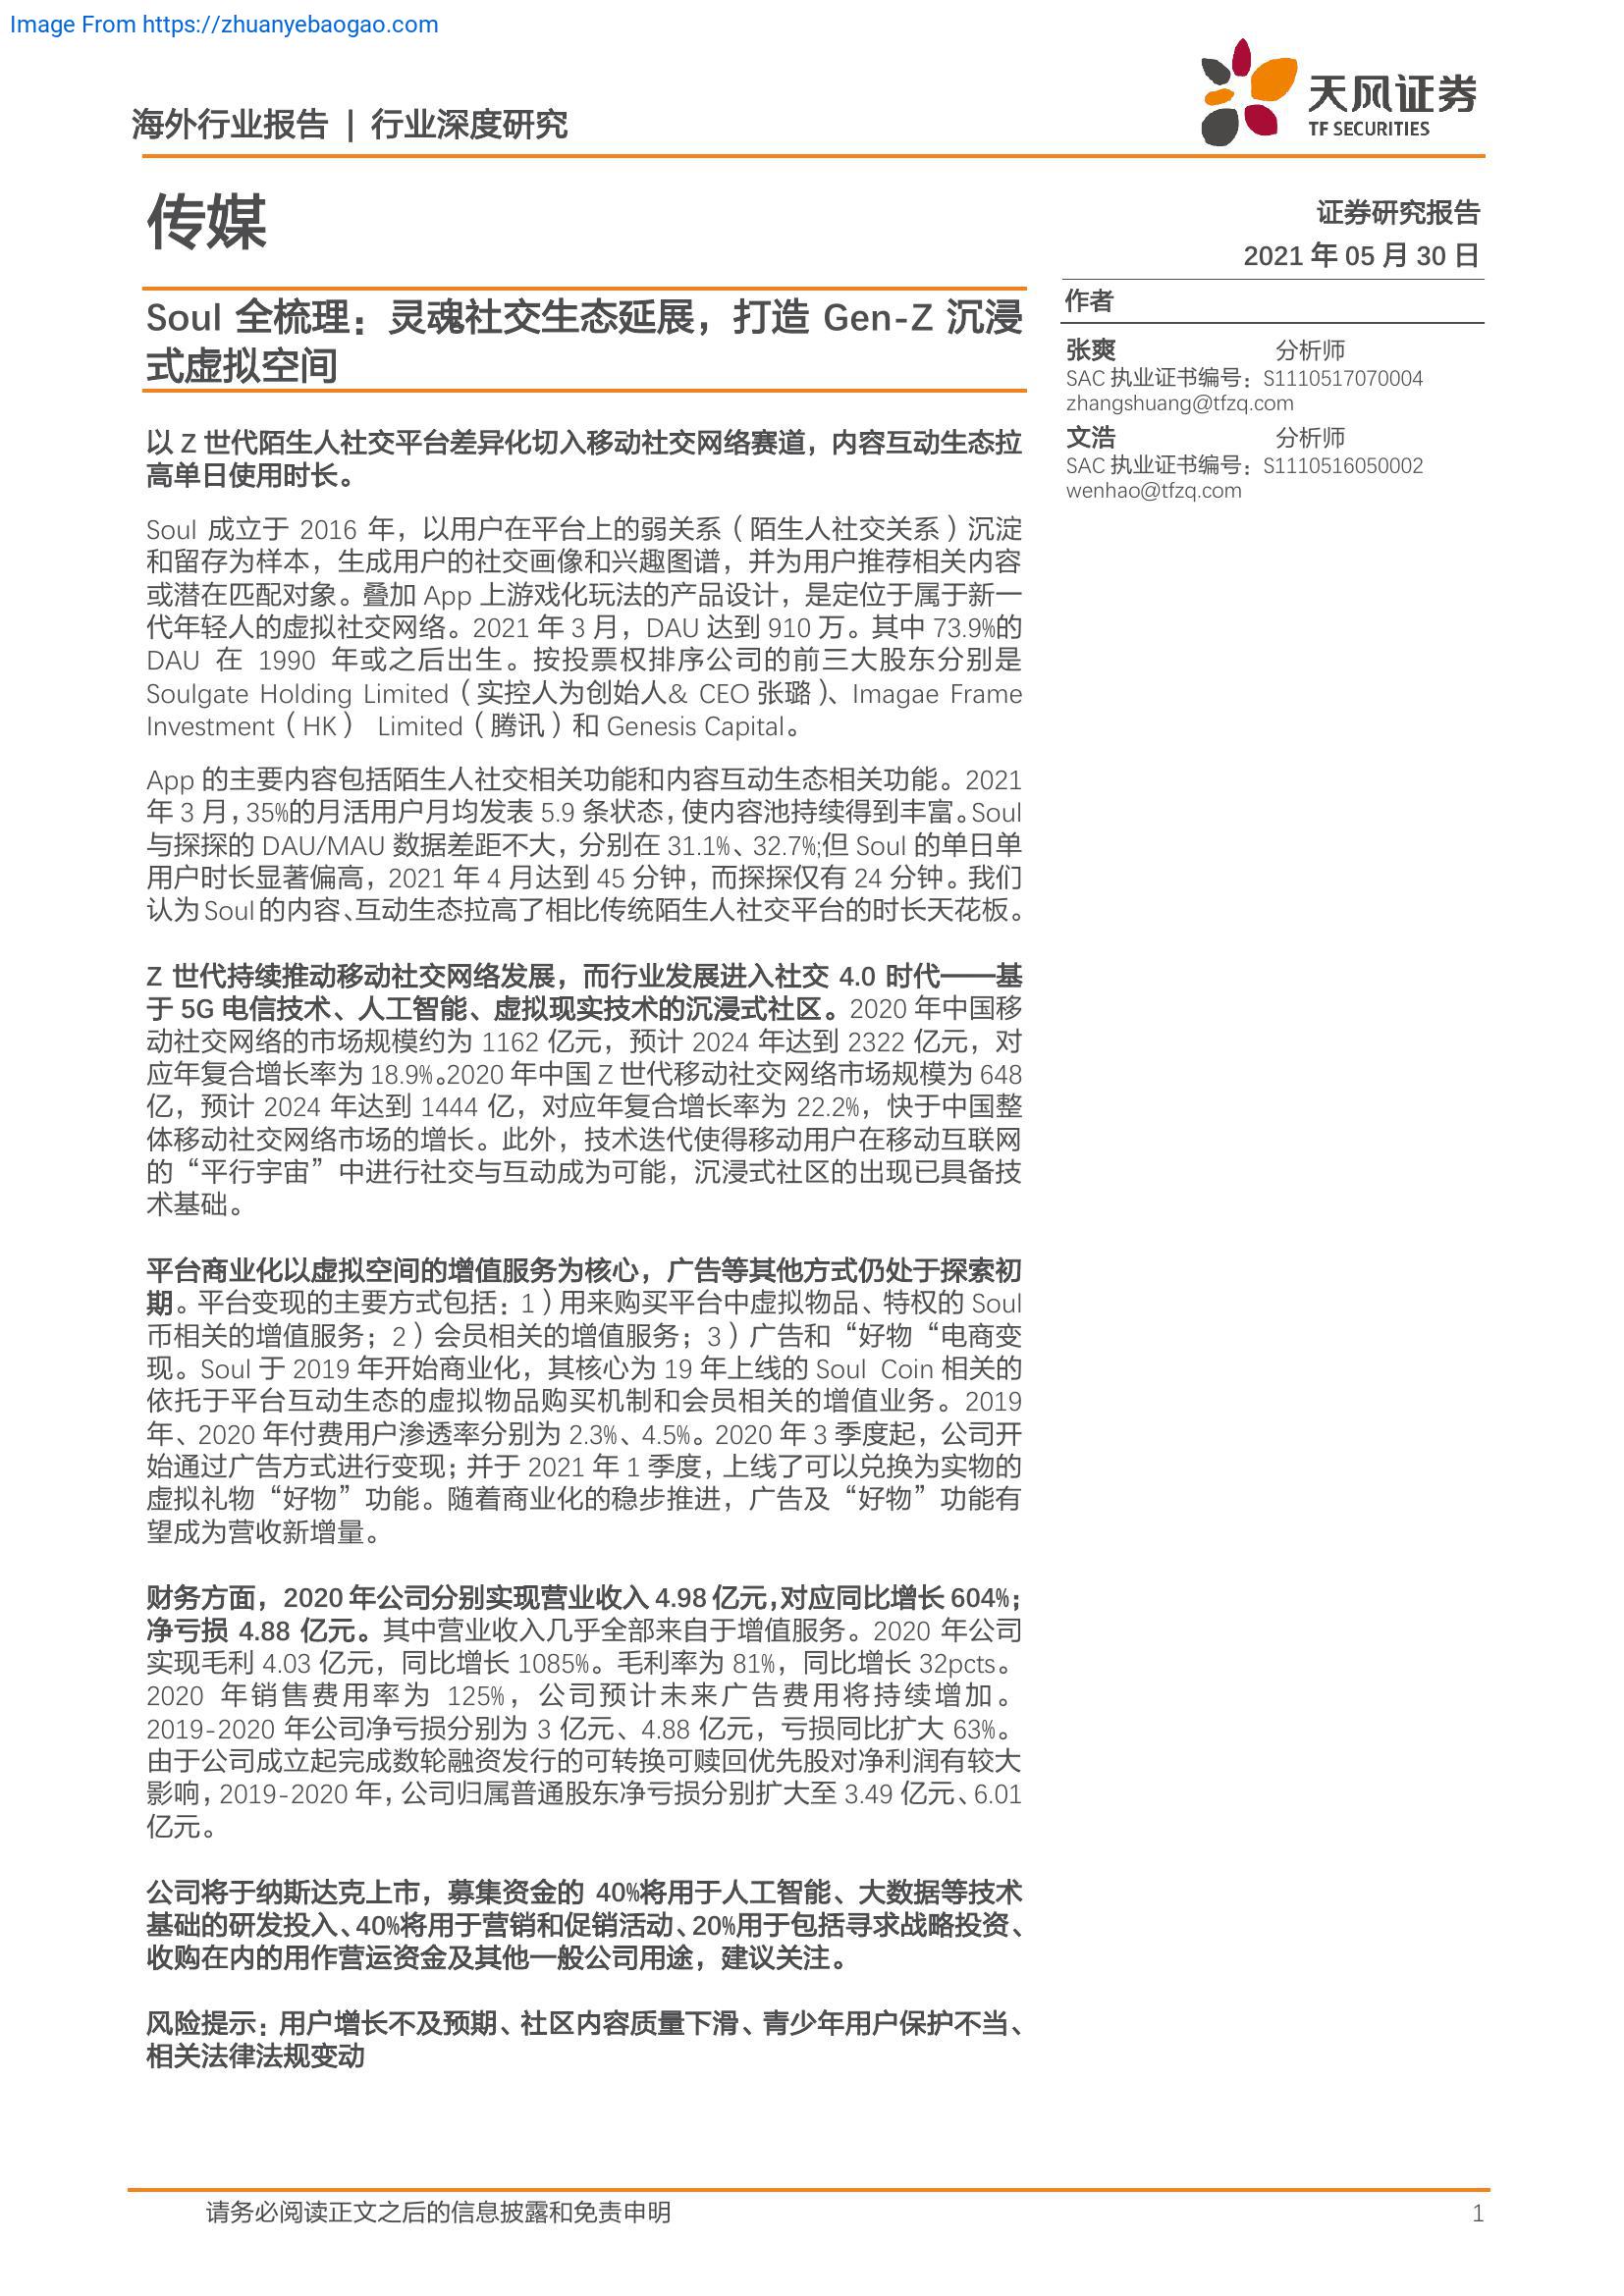 Image From https://zhuanyebaogao.com
海外行业报告 | 行业深度研究
天风证券
TF SECURITIES
传媒
证券研究报告
2021 年 05 月 30 日
Soul 全梳理：灵魂社交生态延展，打造 Gen-Z 沉浸
式虚拟空间
作者
张爽 分析师
SAC 执业证书编号：S1110517070004
zhangshuang@tfzq.com
文浩 分析师
SAC 执业证书编号：S1110516050002
wenhao@tfzq.com
以 Z 世代陌生人社交平台差异化切入移动社交网络赛道，内容互动生态拉
高单日使用时长。
Soul 成立于 2016 年，以用户在平台上的弱关系（陌生人社交关系）沉淀
和留存为样本，生成用户的社交画像和兴趣图谱，并为用户推荐相关内容
或潜在匹配对象。叠加 App 上游戏化玩法的产品设计，是定位于属于新一
代年轻人的虚拟社交网络。2021 年 3 月，DAU 达到 910 万。其中 73.9%的
DAU 在 1990 年或之后出生。按投票权排序公司的前三大股东分别是
Soulgate Holding Limited（实控人为创始人& CEO 张璐）、Imagae Frame
Investment（HK） Limited（腾讯）和 Genesis Capital。
App 的主要内容包括陌生人社交相关功能和内容互动生态相关功能。2021
年 3 月，35%的月活用户月均发表 5.9 条状态，使内容池持续得到丰富。Soul
与探探的 DAU/MAU 数据差距不大，分别在 31.1%、32.7%;但 Soul 的单日单
用户时长显著偏高，2021 年 4 月达到 45 分钟，而探探仅有 24 分钟。我们
认为 Soul 的内容、互动生态拉高了相比传统陌生人社交平台的时长天花板。
Z 世代持续推动移动社交网络发展，而行业发展进入社交 4.0 时代——基
于 5G 电信技术、人工智能、虚拟现实技术的沉浸式社区。2020 年中国移
动社交网络的市场规模约为 1162 亿元，预计 2024 年达到 2322 亿元，对
应年复合增长率为 18.9%。2020 年中国 Z 世代移动社交网络市场规模为 648
亿，预计 2024 年达到 1444 亿，对应年复合增长率为 22.2%，快于中国整
体移动社交网络市场的增长。此外，技术迭代使得移动用户在移动互联网
的“平行宇宙”中进行社交与互动成为可能，沉浸式社区的出现已具备技
术基础。
平台商业化以虚拟空间的增值服务为核心，广告等其他方式仍处于探索初
期。平台变现的主要方式包括：1）用来购买平台中虚拟物品、特权的 Soul
币相关的增值服务；2）会员相关的增值服务；3）广告和“好物“电商变
现。Soul 于 2019 年开始商业化，其核心为 19 年上线的 Soul Coin 相关的
依托于平台互动生态的虚拟物品购买机制和会员相关的增值业务。2019
年、2020 年付费用户渗透率分别为 2.3%、4.5%。2020 年 3 季度起，公司开
始通过广告方式进行变现；并于 2021 年 1 季度，上线了可以兑换为实物的
虚拟礼物“好物”功能。随着商业化的稳步推进，广告及“好物”功能有
望成为营收新增量。
财务方面，2020 年公司分别实现营业收入 4.98 亿元，对应同比增长 604%；
净亏损 4.88 亿元。其中营业收入几乎全部来自于增值服务。2020 年公司
实现毛利 4.03 亿元，同比增长 1085%。毛利率为 81%，同比增长 32pcts。
2020 年销售费用率为 125%，公司预计未来广告费用将持续增加。
2019-2020 年公司净亏损分别为 3 亿元、4.88 亿元，亏损同比扩大 63%。
由于公司成立起完成数轮融资发行的可转换可赎回优先股对净利润有较大
影响，2019-2020 年，公司归属普通股东净亏损分别扩大至 3.49 亿元、6.01
亿元。
公司将于纳斯达克上市，募集资金的 40%将用于人工智能、大数据等技术
基础的研发投入、40%将用于营销和促销活动、20%用于包括寻求战略投资、
收购在内的用作营运资金及其他一般公司用途，建议关注。
风险提示：用户增长不及预期、社区内容质量下滑、青少年用户保护不当、
相关法律法规变动
请务必阅读正文之后的信息披露和免责申明 1